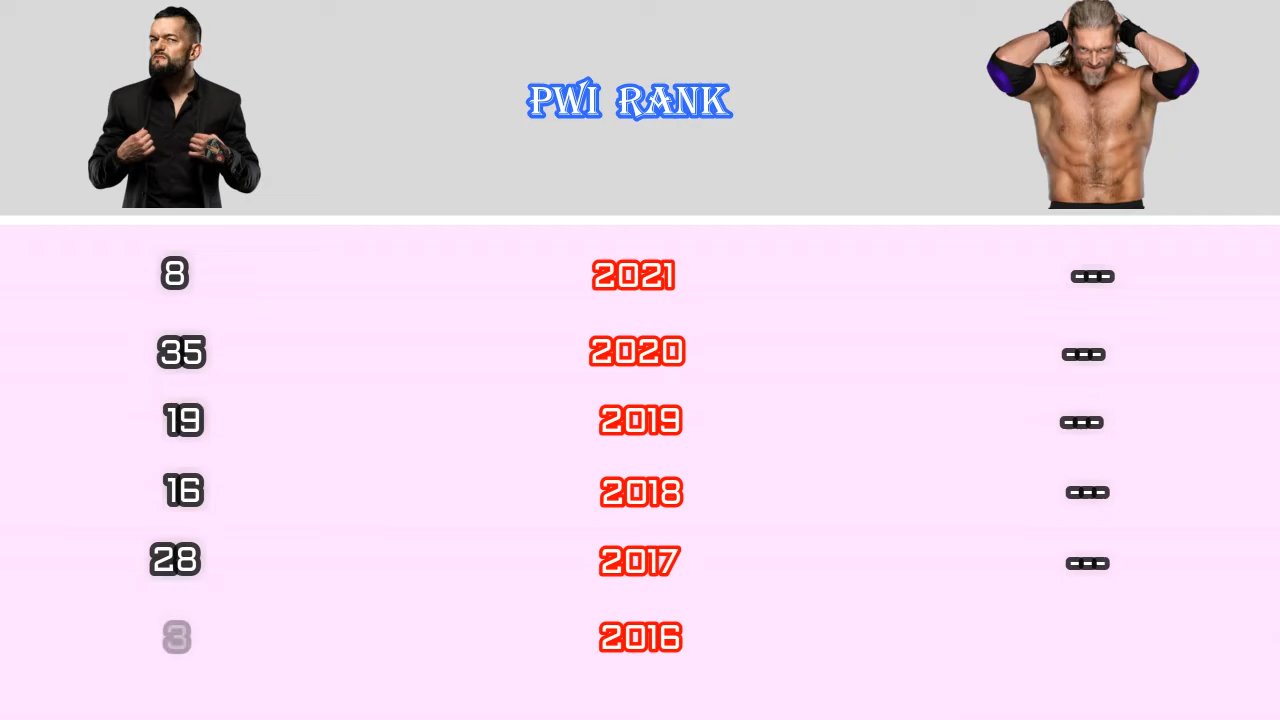 PWI RANK
8 2021 ---
35 2020 ---
19 2019 ---
16 2018 ---
28 2017 ---
3 2016